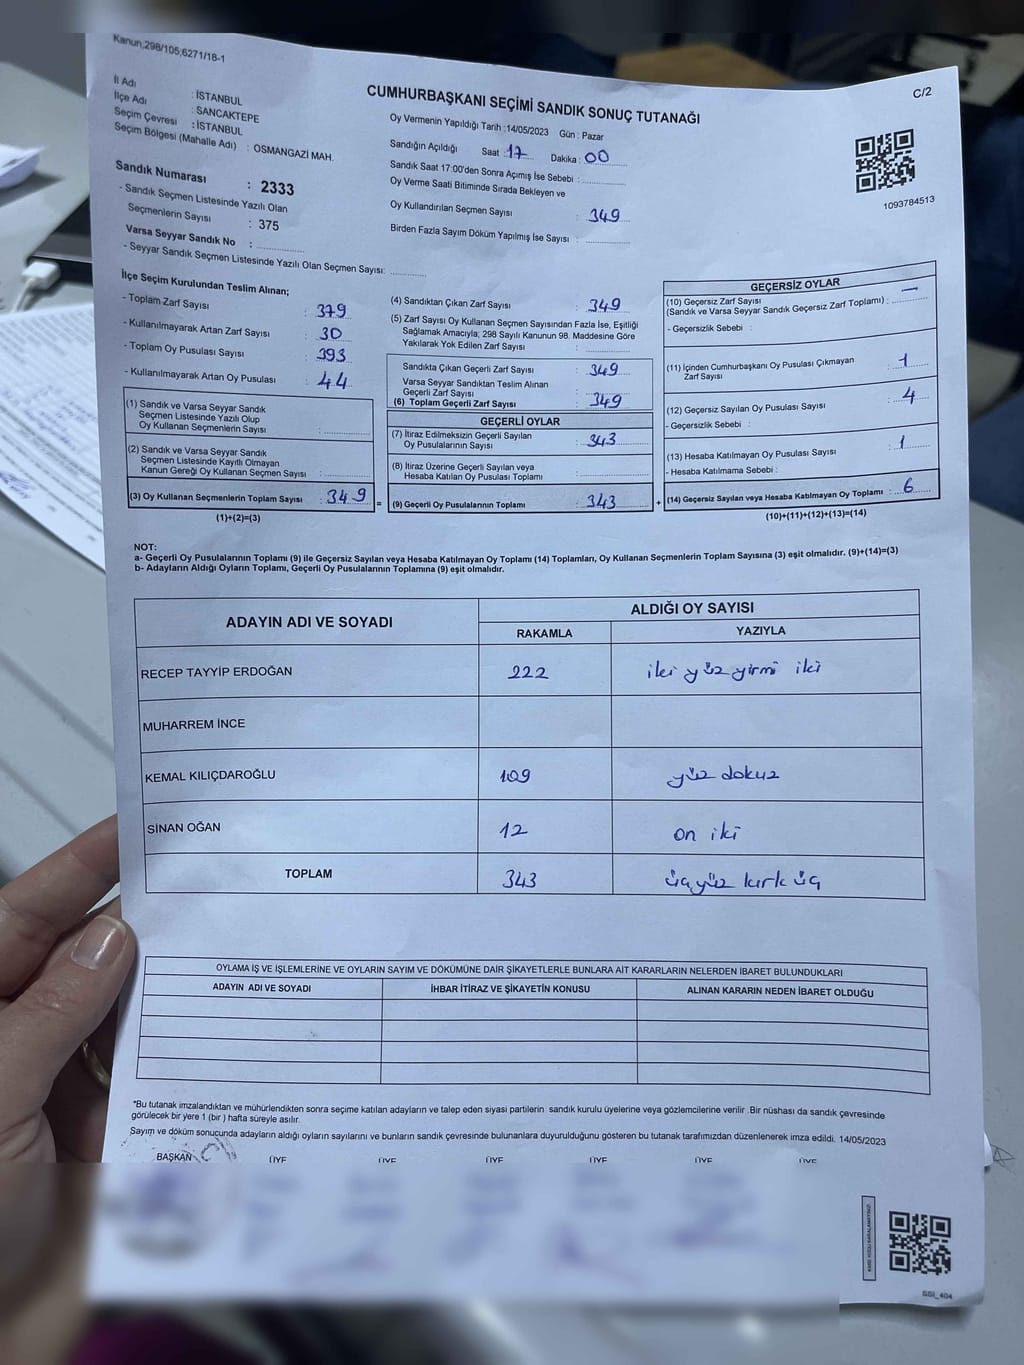 Kanun;298/105;6271/18-1
C/2
İl Adı : İSTANBUL
İlçe Adı : SANCAKTEPE
Seçim Çevresi : İSTANBUL
Seçim Bölgesi (Mahalle Adı) : OSMANGAZİ MAH.
Sandık Numarası : 2333
- Sandık Seçmen Listesinde Yazılı Olan
Seçmenlerin Sayısı : 375
Varsa Seyyar Sandık No :
- Seyyar Sandık Seçmen Listesinde Yazılı Olan Seçmen Sayısı:
CUMHURBAŞKANI SEÇİMİ SANDIK SONUÇ TUTANAĞI
Oy Vermenin Yapıldığı Tarih :14/05/2023 Gün : Pazar
Sandığın Açıldığı Saat : 17 Dakika : 00
Sandık Saat 17:00'den Sonra Açımış İse Sebebi :
Oy Verme Saati Bitiminde Sırada Bekleyen ve
Oy Kullandırılan Seçmen Sayısı : 349
Birden Fazla Sayım Döküm Yapılmış İse Sayısı :
1093784513
İlçe Seçim Kurulundan Teslim Alınan;
- Toplam Zarf Sayısı : 379
- Kullanılmayarak Artan Zarf Sayısı : 30
- Toplam Oy Pusulası Sayısı : 393
- Kullanılmayarak Artan Oy Pusulası : 44
(1) Sandık ve Varsa Seyyar Sandık
Seçmen Listesinde Yazılı Olup
Oy Kullanan Seçmenlerin Sayısı :
(2) Sandık ve Varsa Seyyar Sandık
Seçmen Listesinde Kayıtlı Olmayan
Kanun Gereği Oy Kullanan Seçmen Sayısı :
(3) Oy Kullanan Seçmenlerin Toplam Sayısı : 349 =
(1)+(2)=(3)
(4) Sandıktan Çıkan Zarf Sayısı : 349
(5) Zarf Sayısı Oy Kullanan Seçmen Sayısından Fazla İse, Eşitliği
Sağlamak Amacıyla; 298 Sayılı Kanunun 98. Maddesine Göre
Yakılarak Yok Edilen Zarf Sayısı :
Sandıkta Çıkan Geçerli Zarf Sayısı : 349
Varsa Seyyar Sandıktan Teslim Alınan
Geçerli Zarf Sayısı :
(6) Toplam Geçerli Zarf Sayısı : 349
GEÇERLİ OYLAR
(7) İtiraz Edilmeksizin Geçerli Sayılan
Oy Pusulalarının Sayısı : 343
(8) İtiraz Üzerine Geçerli Sayılan veya
Hesaba Katılan Oy Pusulası Toplamı :
(9) Geçerli Oy Pusulalarının Toplamı : 343 +
GEÇERSİZ OYLAR
(10) Geçersiz Zarf Sayısı
(Sandık ve Varsa Seyyar Sandık Geçersiz Zarf Toplamı) : —
- Geçersizlik Sebebi :
(11) İçinden Cumhurbaşkanı Oy Pusulası Çıkmayan
Zarf Sayısı : 1
(12) Geçersiz Sayılan Oy Pusulası Sayısı : 4
- Geçersizlik Sebebi :
(13) Hesaba Katılmayan Oy Pusulası Sayısı : 1
- Hesaba Katılmama Sebebi :
(14) Geçersiz Sayılan veya Hesaba Katılmayan Oy Toplamı : 6
(10)+(11)+(12)+(13)=(14)
NOT:
a- Geçerli Oy Pusulalarının Toplamı (9) ile Geçersiz Sayılan veya Hesaba Katılmayan Oy Toplamı (14) Toplamları, Oy Kullanan Seçmenlerin Toplam Sayısına (3) eşit olmalıdır. (9)+(14)=(3)
b- Adayların Aldığı Oyların Toplamı, Geçerli Oy Pusulalarının Toplamına (9) eşit olmalıdır.
ADAYIN ADI VE SOYADI
ALDIĞI OY SAYISI
RAKAMLA YAZIYLA
RECEP TAYYİP ERDOĞAN 222 iki yüz yirmi iki
MUHARREM İNCE
KEMAL KILIÇDAROĞLU 109 yüz dokuz
SİNAN OĞAN 12 on iki
TOPLAM 343 üçyüz kırk üç
OYLAMA İŞ VE İŞLEMLERİNE VE OYLARIN SAYIM VE DÖKÜMÜNE DAİR ŞİKAYETLERLE BUNLARA AİT KARARLARIN NELERDEN İBARET BULUNDUKLARI
ADAYIN ADI VE SOYADI İHBAR İTİRAZ VE ŞİKAYETİN KONUSU ALINAN KARARIN NEDEN İBARET OLDUĞU
*Bu tutanak imzalandıktan ve mühürlendikten sonra seçime katılan adayların ve talep eden siyasi partilerin sandık kurulu üyelerine veya gözlemcilerine verilir .Bir nüshası da sandık çevresinde
görülecek bir yere 1 (bir ) hafta süreyle asılır.
Sayım ve döküm sonucunda adayların aldığı oyların sayılarını ve bunların sandık çevresinde bulunanlara duyurulduğunu gösteren bu tutanak tarafımızdan düzenlenerek imza edildi. 14/05/2023
BAŞKAN ÜYE ÜYE ÜYE ÜYE ÜYE ÜYE